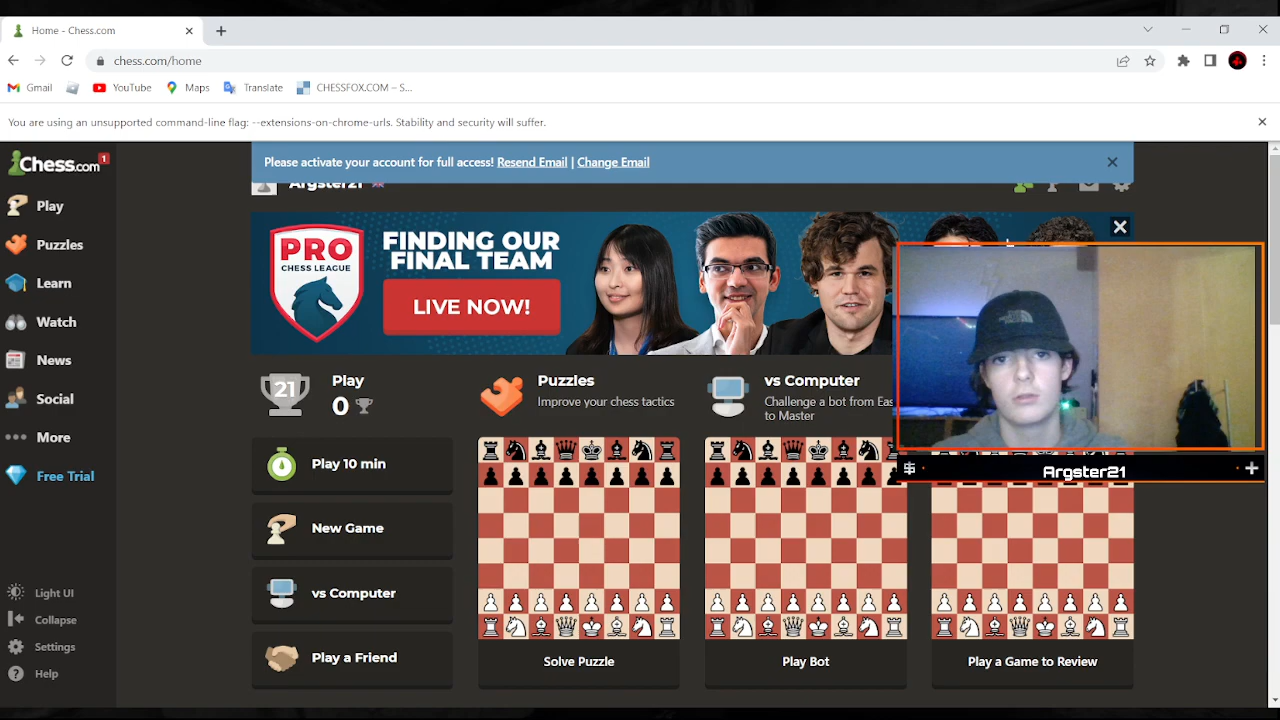 Home - Chess.com
chess.com/home
Gmail
YouTube
Maps
Translate
CHESSFOX.COM – S...
You are using an unsupported command-line flag: --extensions-on-chrome-urls. Stability and security will suffer.
Chess.com
1
Please activate your account for full access! Resend Email | Change Email
Argster21
Play
Puzzles
Learn
Watch
News
Social
More
Free Trial
Light UI
Collapse
Settings
Help
PRO
CHESS LEAGUE
FINDING OUR
FINAL TEAM
LIVE NOW!
21
Play
0
Puzzles
Improve your chess tactics
vs Computer
Challenge a bot from Eas
to Master
Play 10 min
New Game
vs Computer
Play a Friend
Solve Puzzle
Play Bot
Play a Game to Review
Argster21